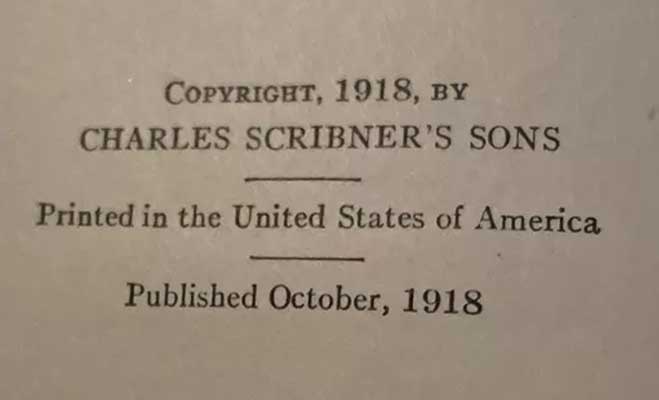 COPYRIGHT, 1918, BY
CHARLES SCRIBNER'S SONS
Printed in the United States of America
Published October, 1918